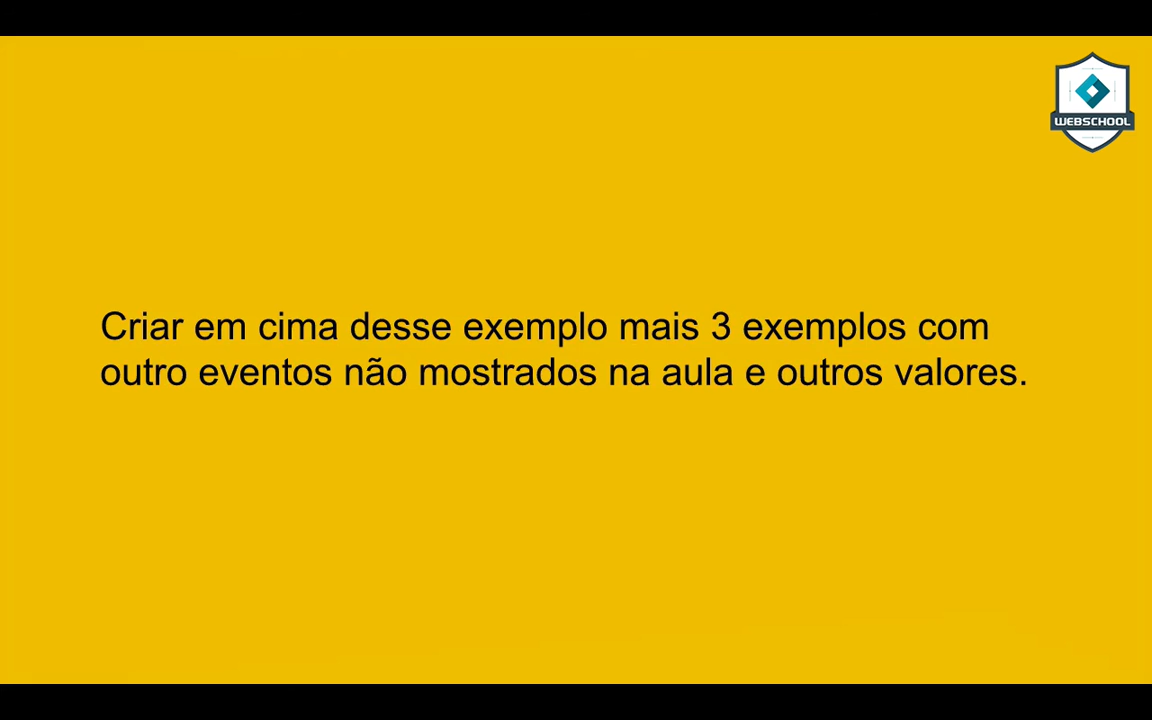 WEBSCHOOL
Criar em cima desse exemplo mais 3 exemplos com
outro eventos não mostrados na aula e outros valores.